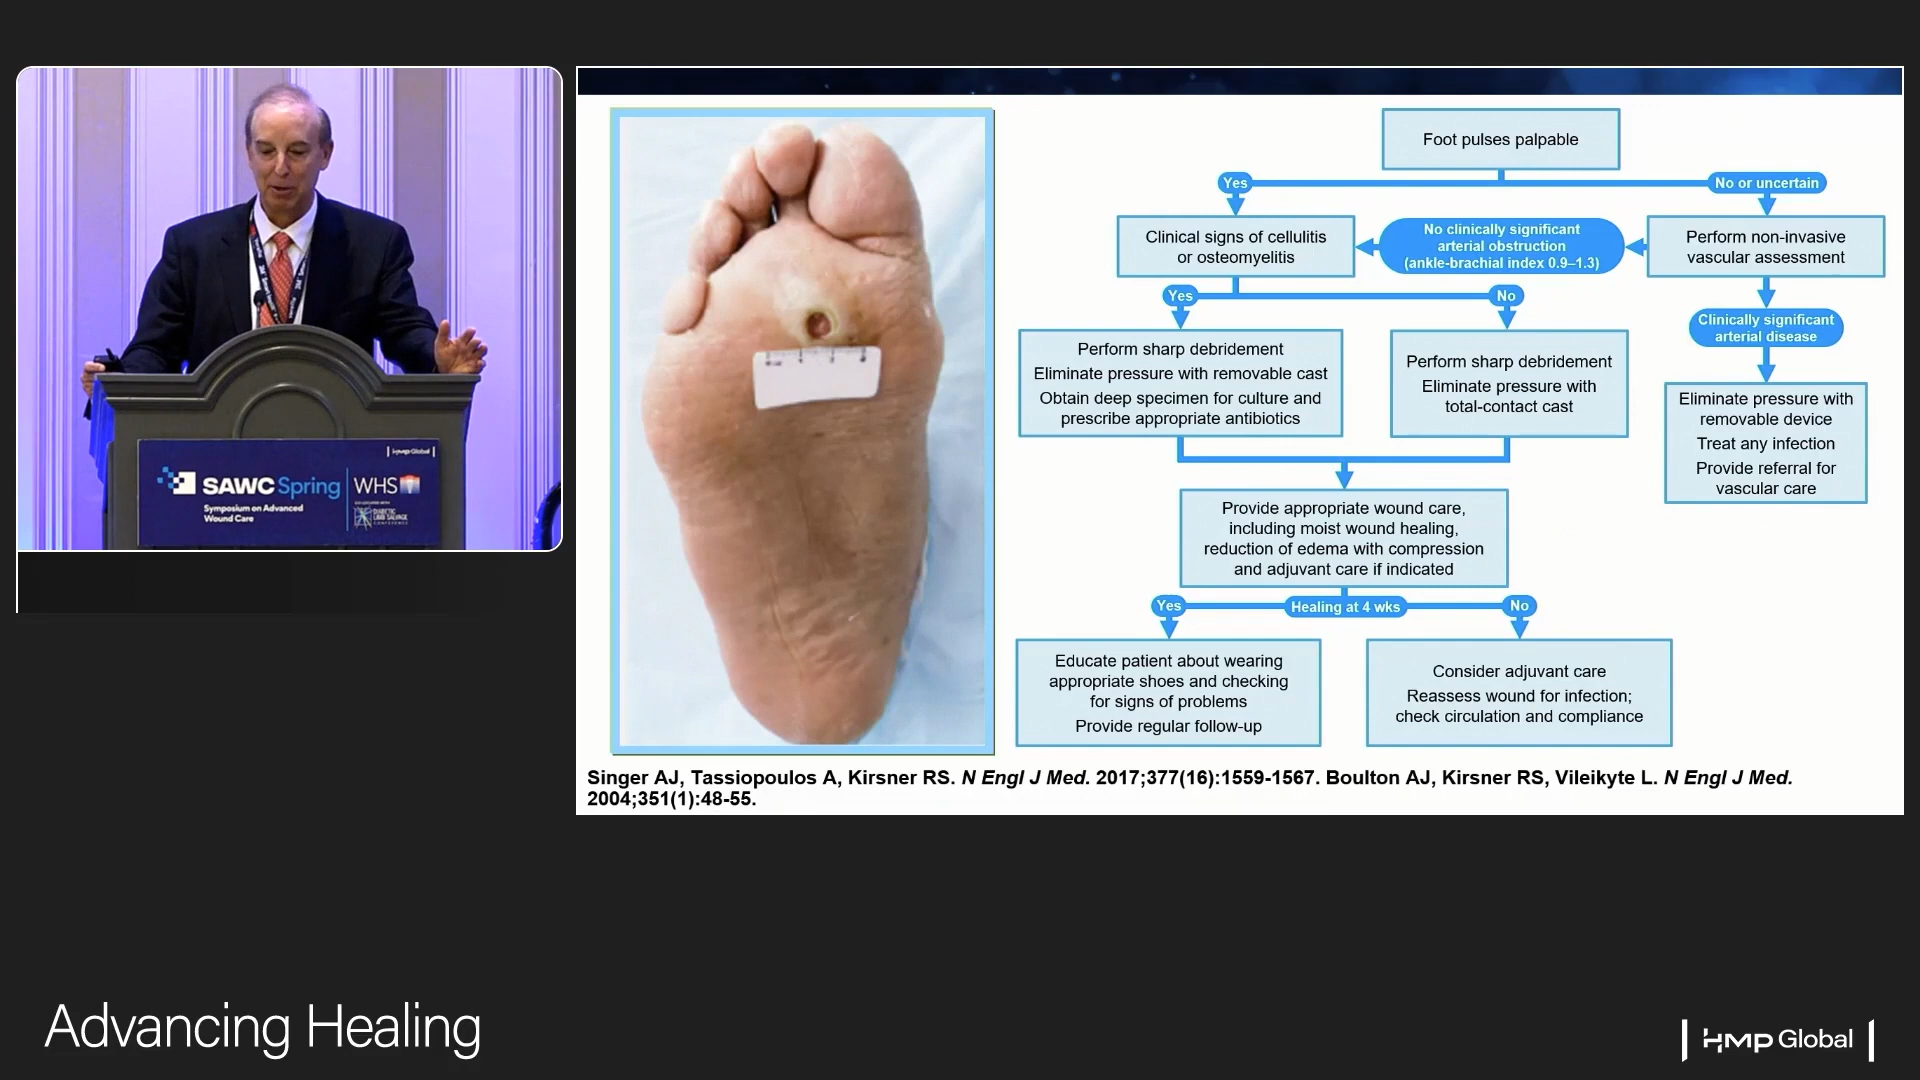 Foot pulses palpable
Yes
No or uncertain
Clinical signs of cellulitis
or osteomyelitis
No clinically significant
arterial obstruction
(ankle-brachial index 0.9–1.3)
Perform non-invasive
vascular assessment
Yes
No
Clinically significant
arterial disease
Perform sharp debridement
Eliminate pressure with removable cast
Obtain deep specimen for culture and
prescribe appropriate antibiotics
Perform sharp debridement
Eliminate pressure with
total-contact cast
Eliminate pressure with
removable device
Treat any infection
Provide referral for
vascular care
Provide appropriate wound care,
including moist wound healing,
reduction of edema with compression
and adjuvant care if indicated
Yes
Healing at 4 wks
No
Educate patient about wearing
appropriate shoes and checking
for signs of problems
Provide regular follow-up
Consider adjuvant care
Reassess wound for infection;
check circulation and compliance
Singer AJ, Tassiopoulos A, Kirsner RS. N Engl J Med. 2017;377(16):1559-1567. Boulton AJ, Kirsner RS, Vileikyte L. N Engl J Med.
2004;351(1):48-55.
HMP Global
SAWC Spring
WHS
Symposium on Advanced
Wound Care
DIABETIC
LIMB SALVAGE
CONFERENCE
Advancing Healing
HMP Global